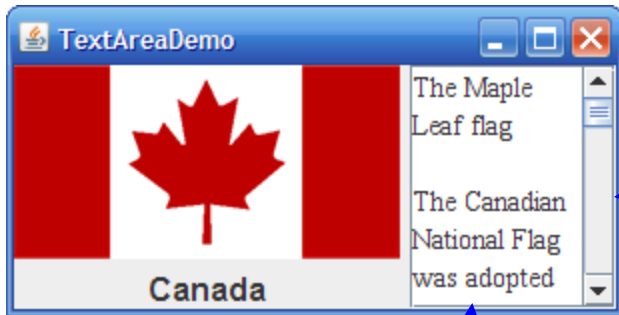 TextAreaDemo
Canada
The Maple
Leaf flag
The Canadian
National Flag
was adopted